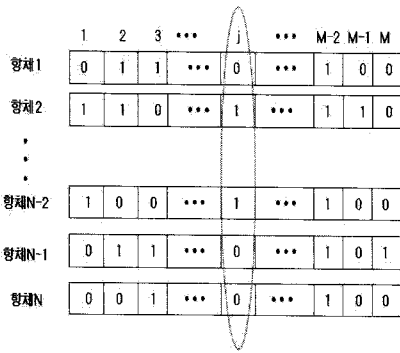 1 2 3 ••• j ••• M-2 M-1 M
항체1 0 1 1 ••• 0 ••• 1 0 0
항체2 1 1 0 ••• 1 ••• 1 1 0
항체N-2 1 0 0 ••• 1 ••• 1 0 0
항체N-1 0 1 1 ••• 0 ••• 1 0 1
항체N 0 0 1 ••• 0 ••• 1 0 0